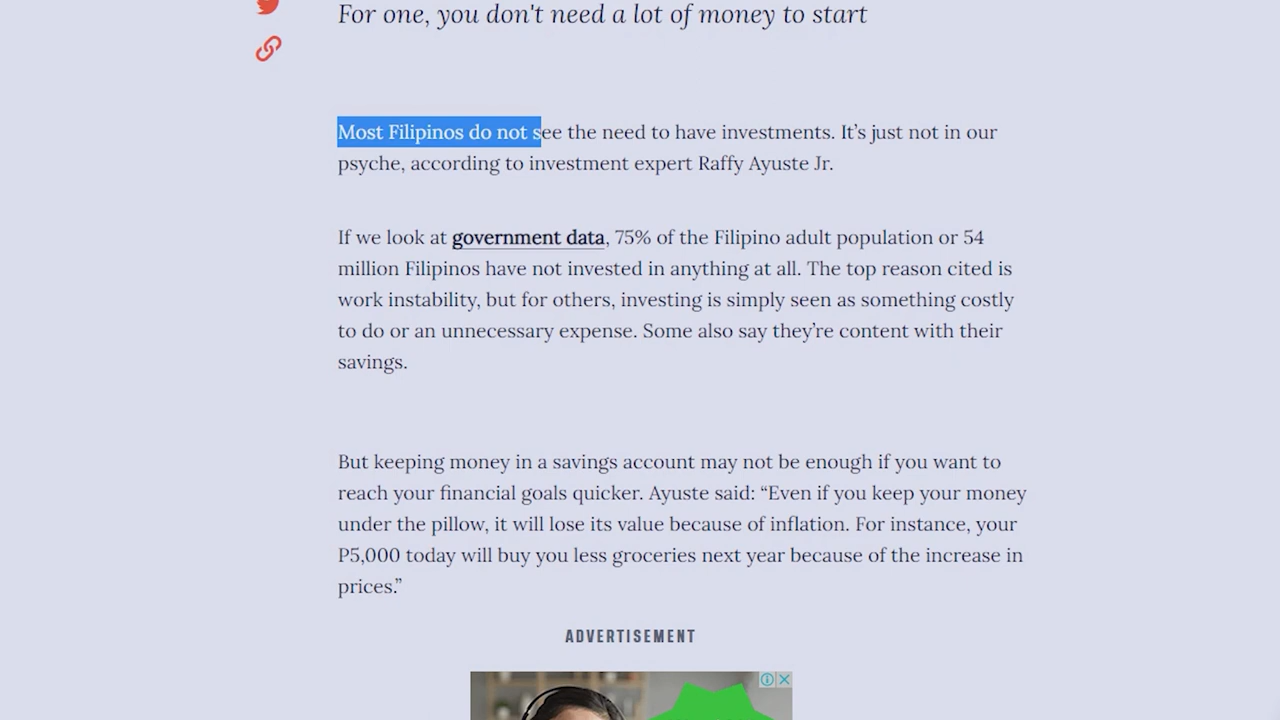 For one, you don't need a lot of money to start
Most Filipinos do not see the need to have investments. It’s just not in our
psyche, according to investment expert Raffy Ayuste Jr.
If we look at government data, 75% of the Filipino adult population or 54
million Filipinos have not invested in anything at all. The top reason cited is
work instability, but for others, investing is simply seen as something costly
to do or an unnecessary expense. Some also say they’re content with their
savings.
But keeping money in a savings account may not be enough if you want to
reach your financial goals quicker. Ayuste said: “Even if you keep your money
under the pillow, it will lose its value because of inflation. For instance, your
P5,000 today will buy you less groceries next year because of the increase in
prices.”
ADVERTISEMENT